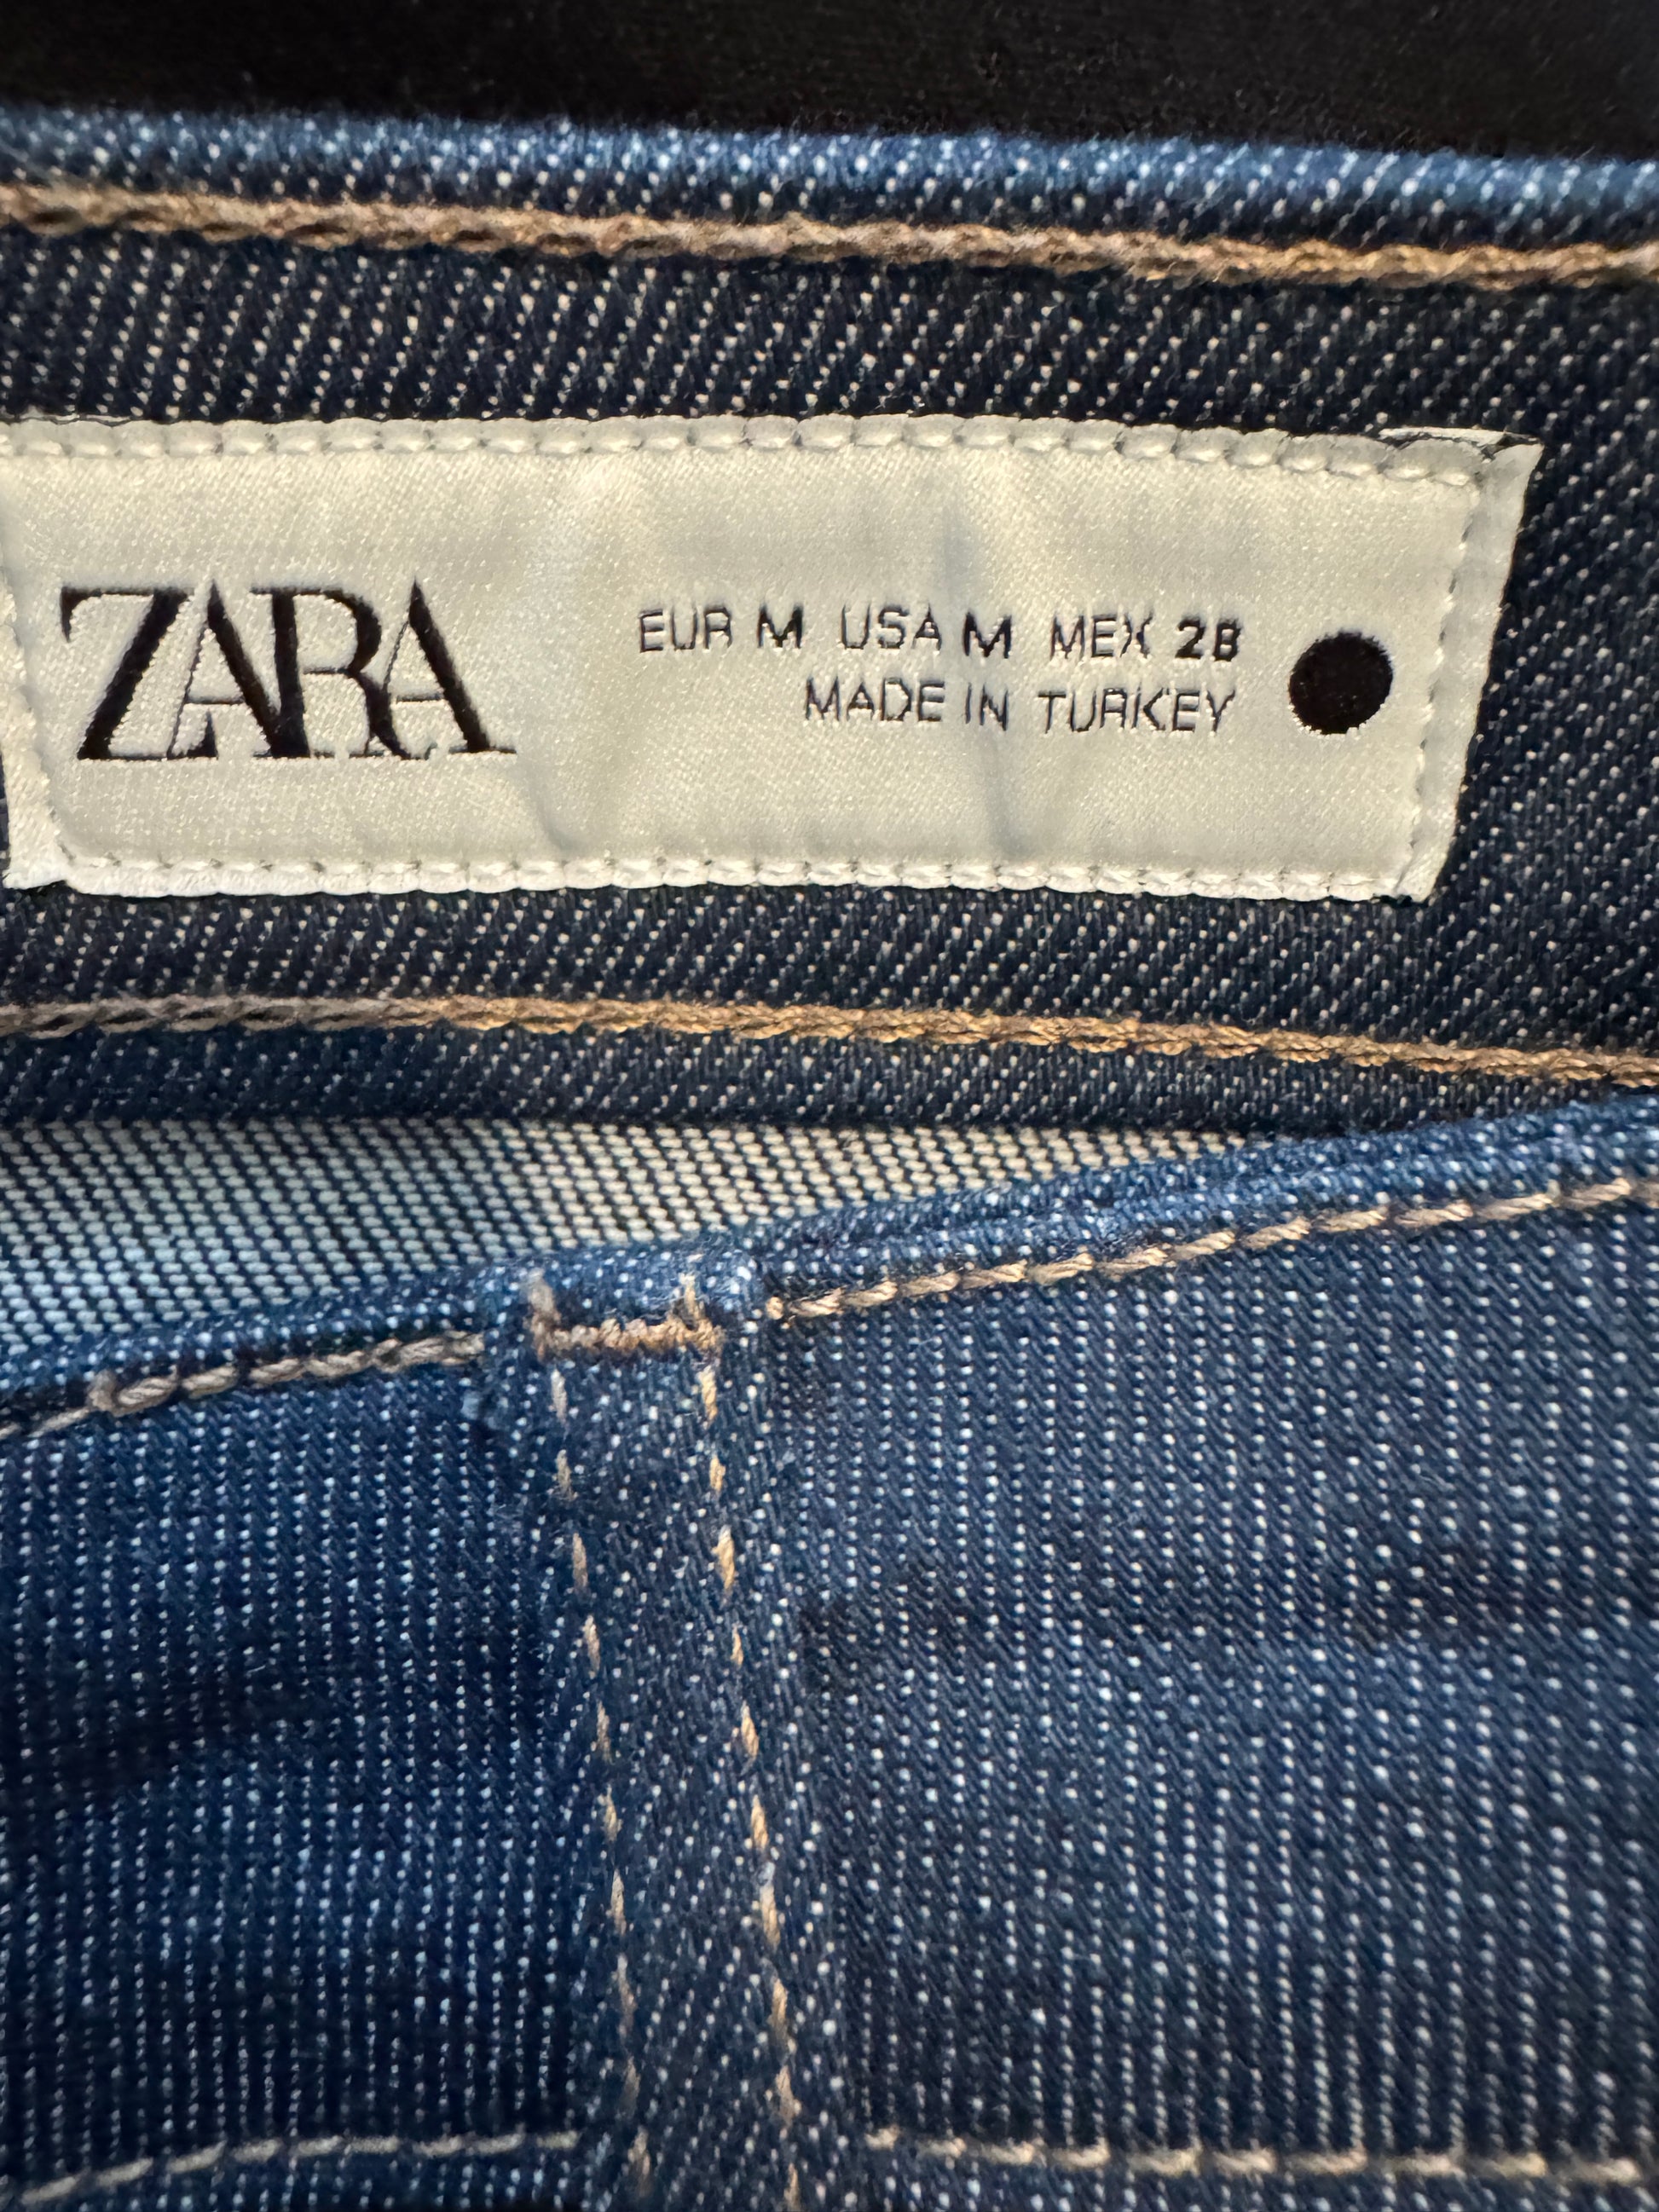 ZARA
EUR M USA M MEX 28
MADE IN TURKEY